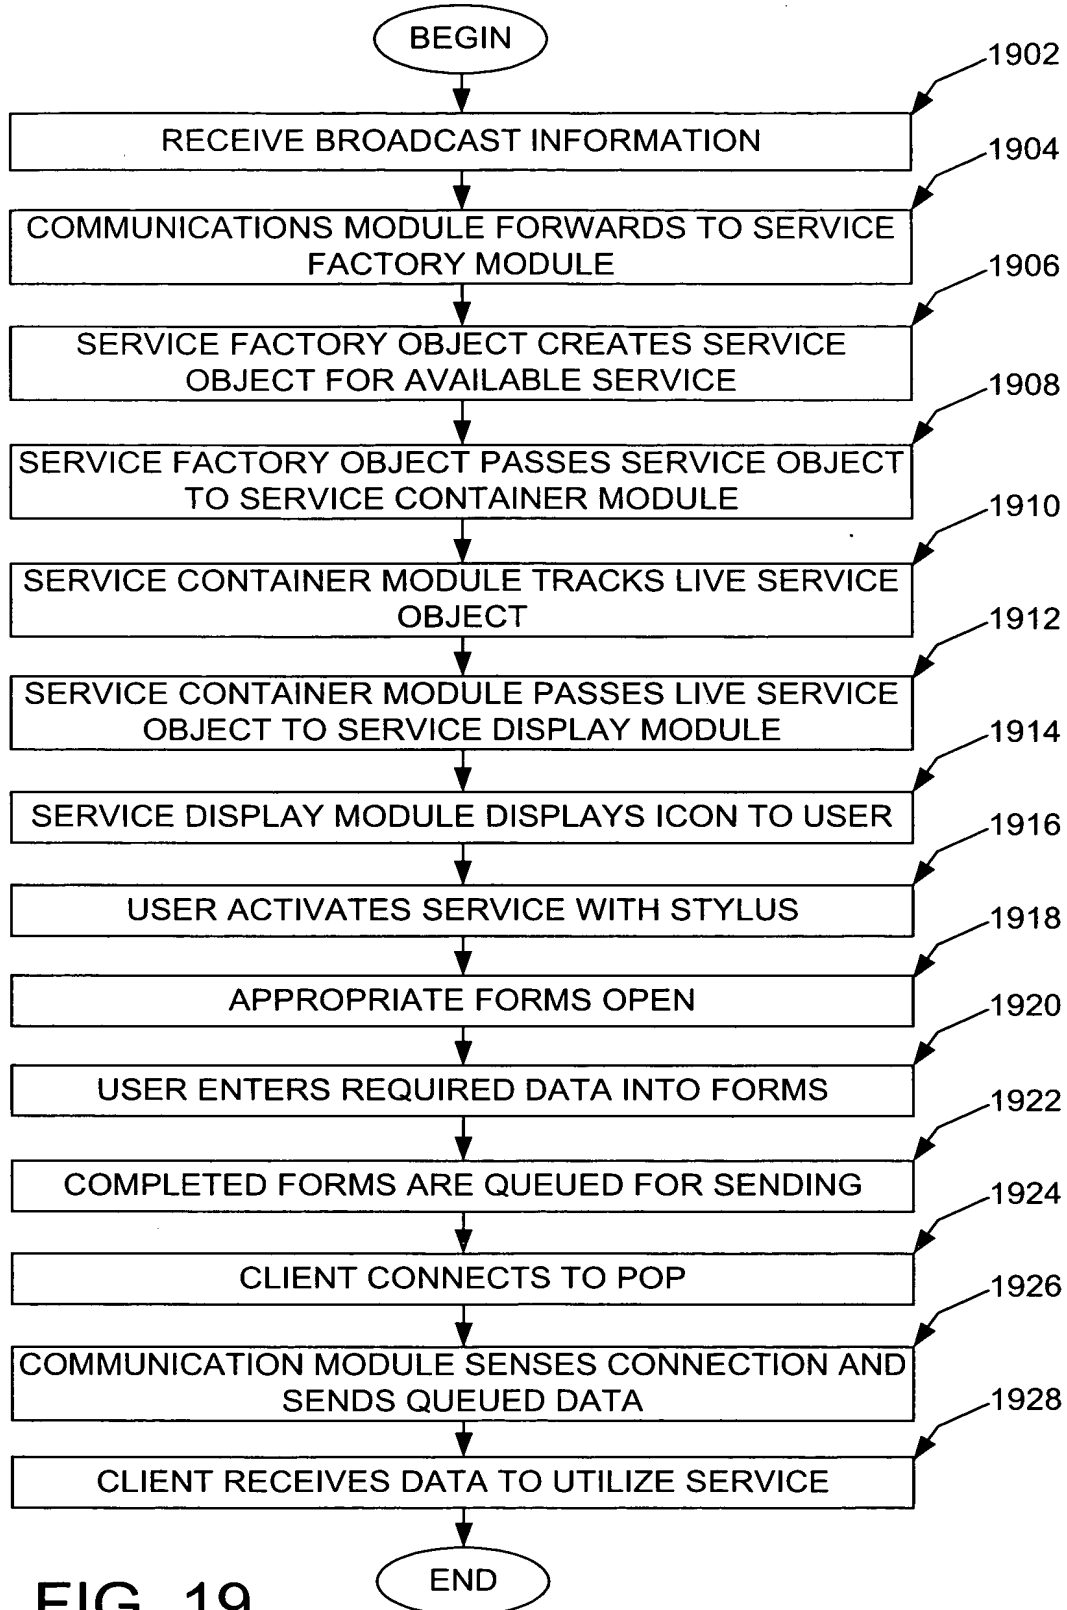 BEGIN
1902
RECEIVE BROADCAST INFORMATION
1904
COMMUNICATIONS MODULE FORWARDS TO SERVICE
FACTORY MODULE
1906
SERVICE FACTORY OBJECT CREATES SERVICE
OBJECT FOR AVAILABLE SERVICE
1908
SERVICE FACTORY OBJECT PASSES SERVICE OBJECT
TO SERVICE CONTAINER MODULE
1910
SERVICE CONTAINER MODULE TRACKS LIVE SERVICE
OBJECT
1912
SERVICE CONTAINER MODULE PASSES LIVE SERVICE
OBJECT TO SERVICE DISPLAY MODULE
1914
SERVICE DISPLAY MODULE DISPLAYS ICON TO USER
1916
USER ACTIVATES SERVICE WITH STYLUS
1918
APPROPRIATE FORMS OPEN
1920
USER ENTERS REQUIRED DATA INTO FORMS
1922
COMPLETED FORMS ARE QUEUED FOR SENDING
1924
CLIENT CONNECTS TO POP
1926
COMMUNICATION MODULE SENSES CONNECTION AND
SENDS QUEUED DATA
1928
CLIENT RECEIVES DATA TO UTILIZE SERVICE
END
FIG. 19